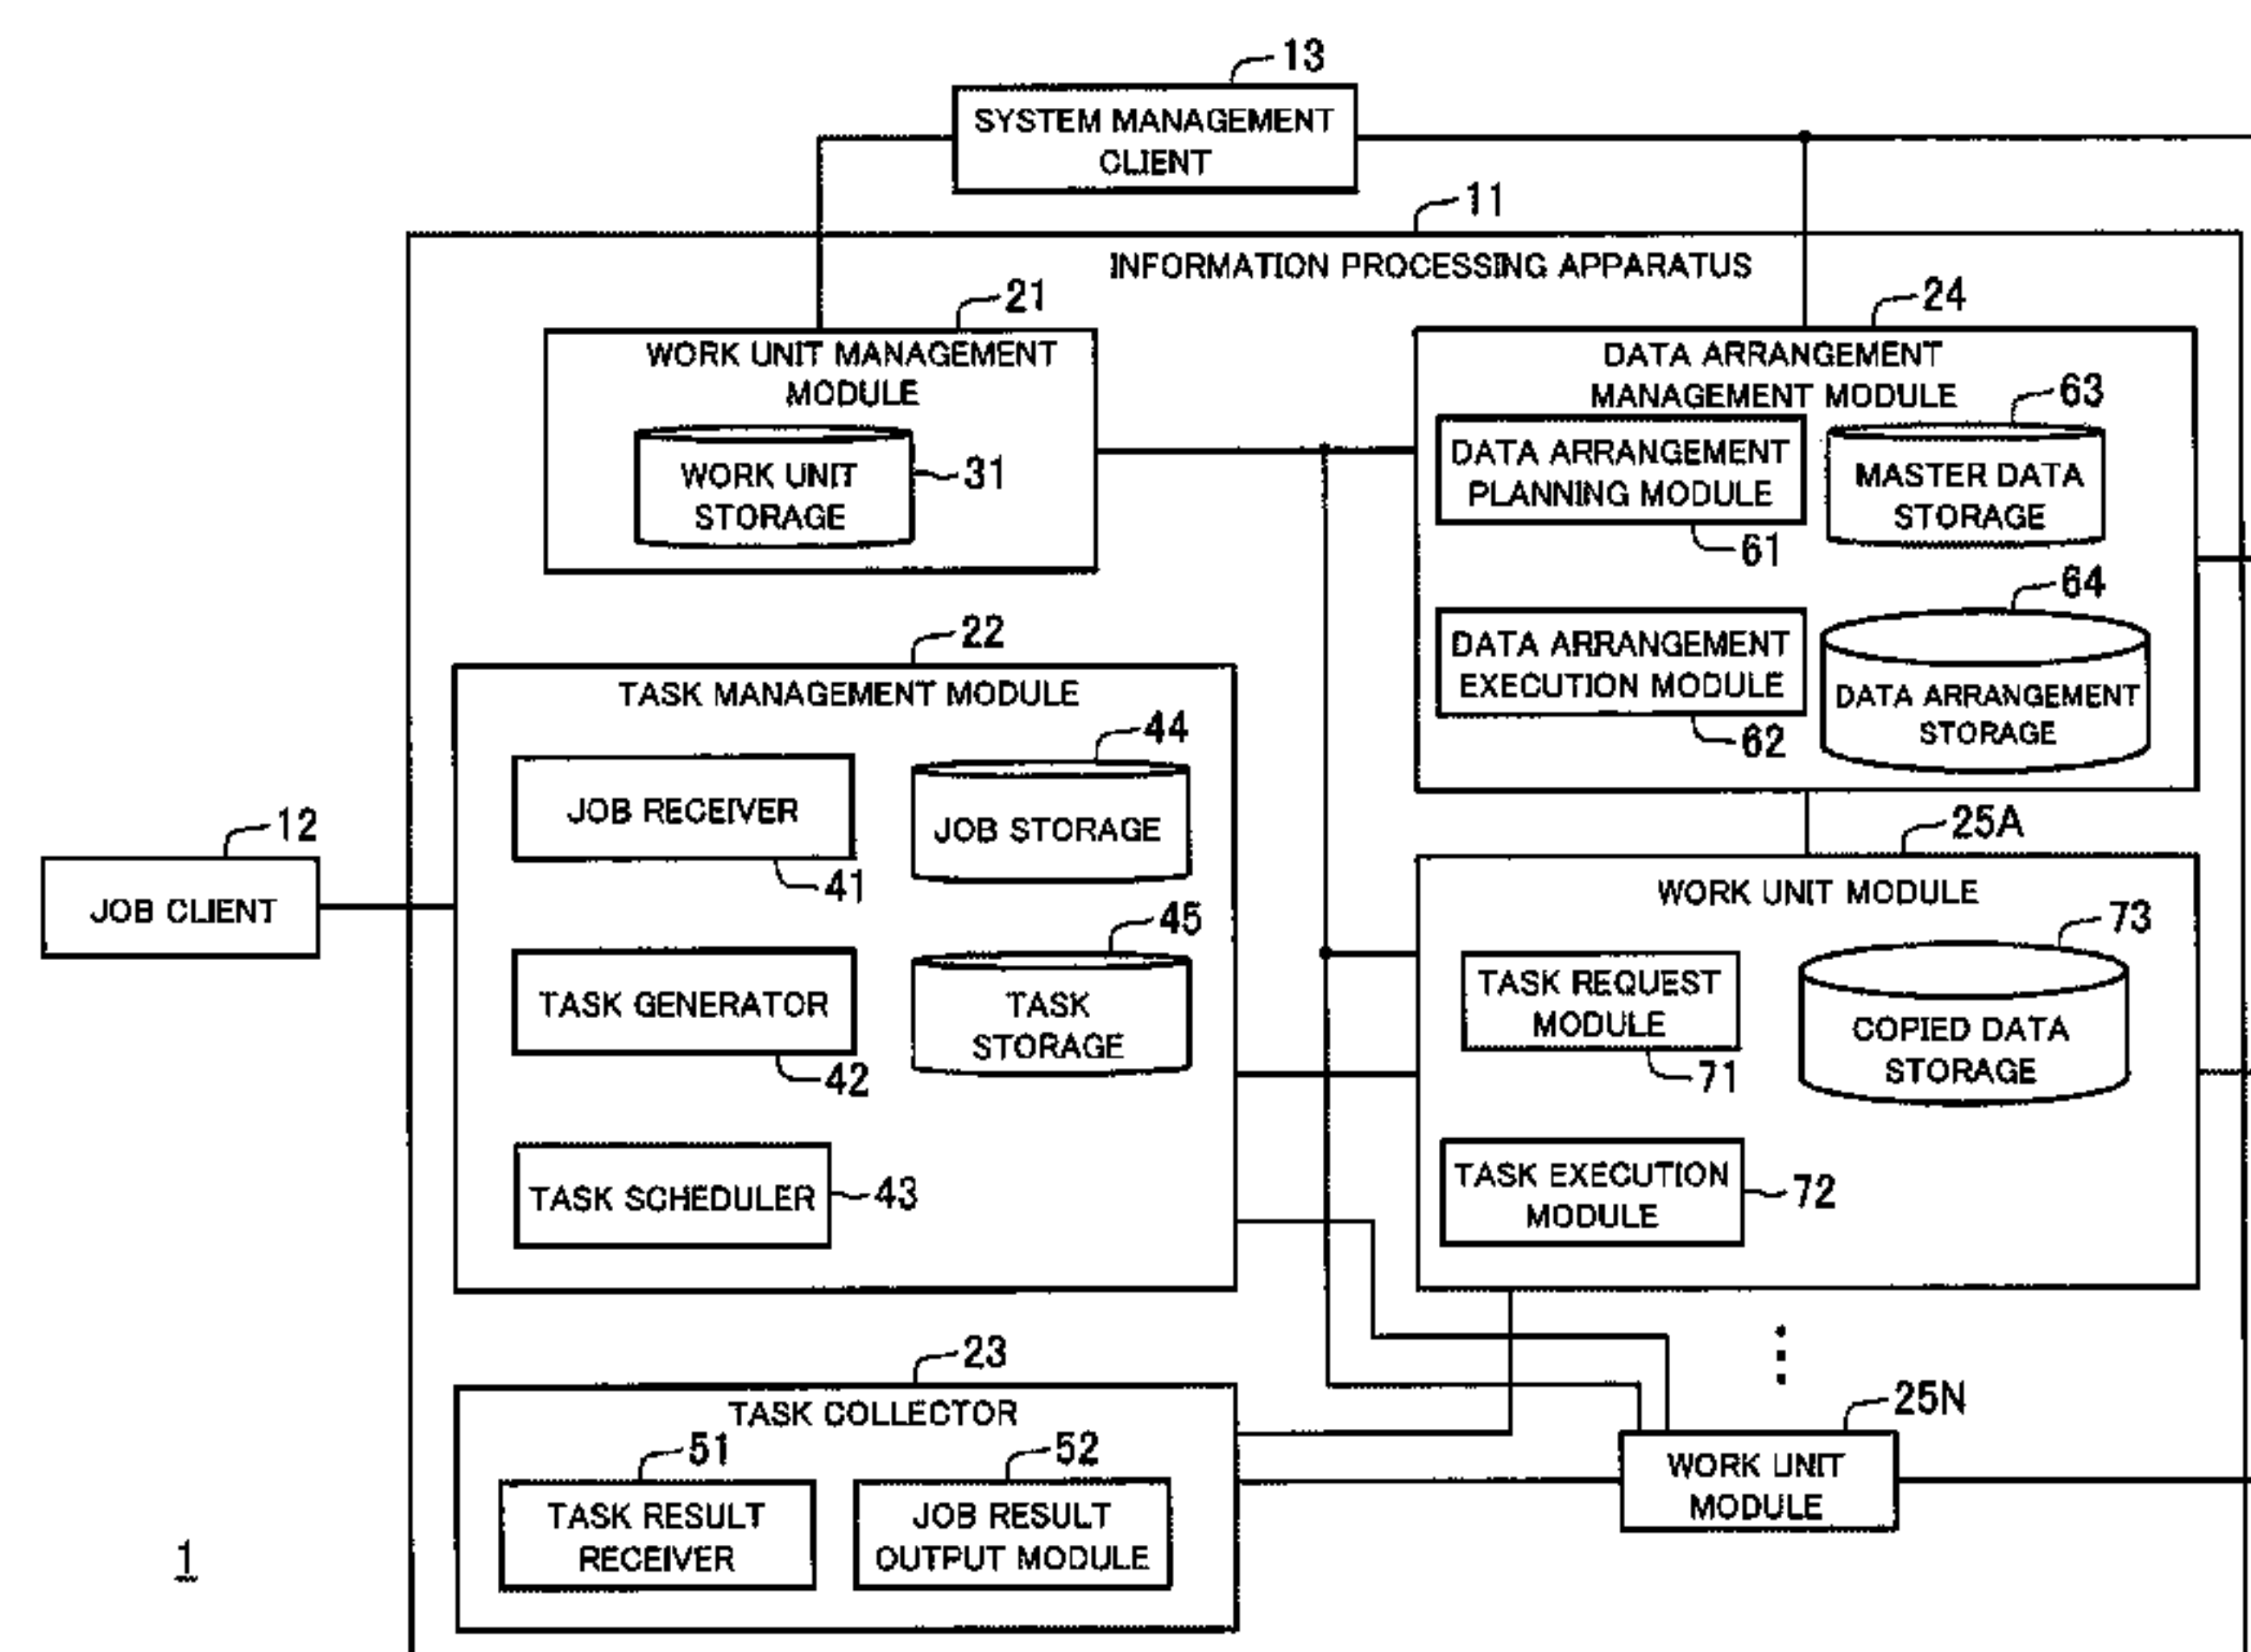 13
SYSTEM MANAGEMENT
CLIENT
11
INFORMATION PROCESSING APPARATUS
21
WORK UNIT MANAGEMENT
MODULE
WORK UNIT
STORAGE
31
24
DATA ARRANGEMENT
MANAGEMENT MODULE
63
DATA ARRANGEMENT
PLANNING MODULE
61
MASTER DATA
STORAGE
64
DATA ARRANGEMENT
EXECUTION MODULE
62
DATA ARRANGEMENT
STORAGE
22
TASK MANAGEMENT MODULE
44
JOB RECEIVER
41
JOB STORAGE
12
JOB CLIENT
45
TASK GENERATOR
42
TASK
STORAGE
TASK SCHEDULER
43
25A
WORK UNIT MODULE
73
TASK REQUEST
MODULE
71
COPIED DATA
STORAGE
TASK EXECUTION
MODULE
72
23
TASK COLLECTOR
51
52
TASK RESULT
RECEIVER
JOB RESULT
OUTPUT MODULE
25N
WORK UNIT
MODULE
1